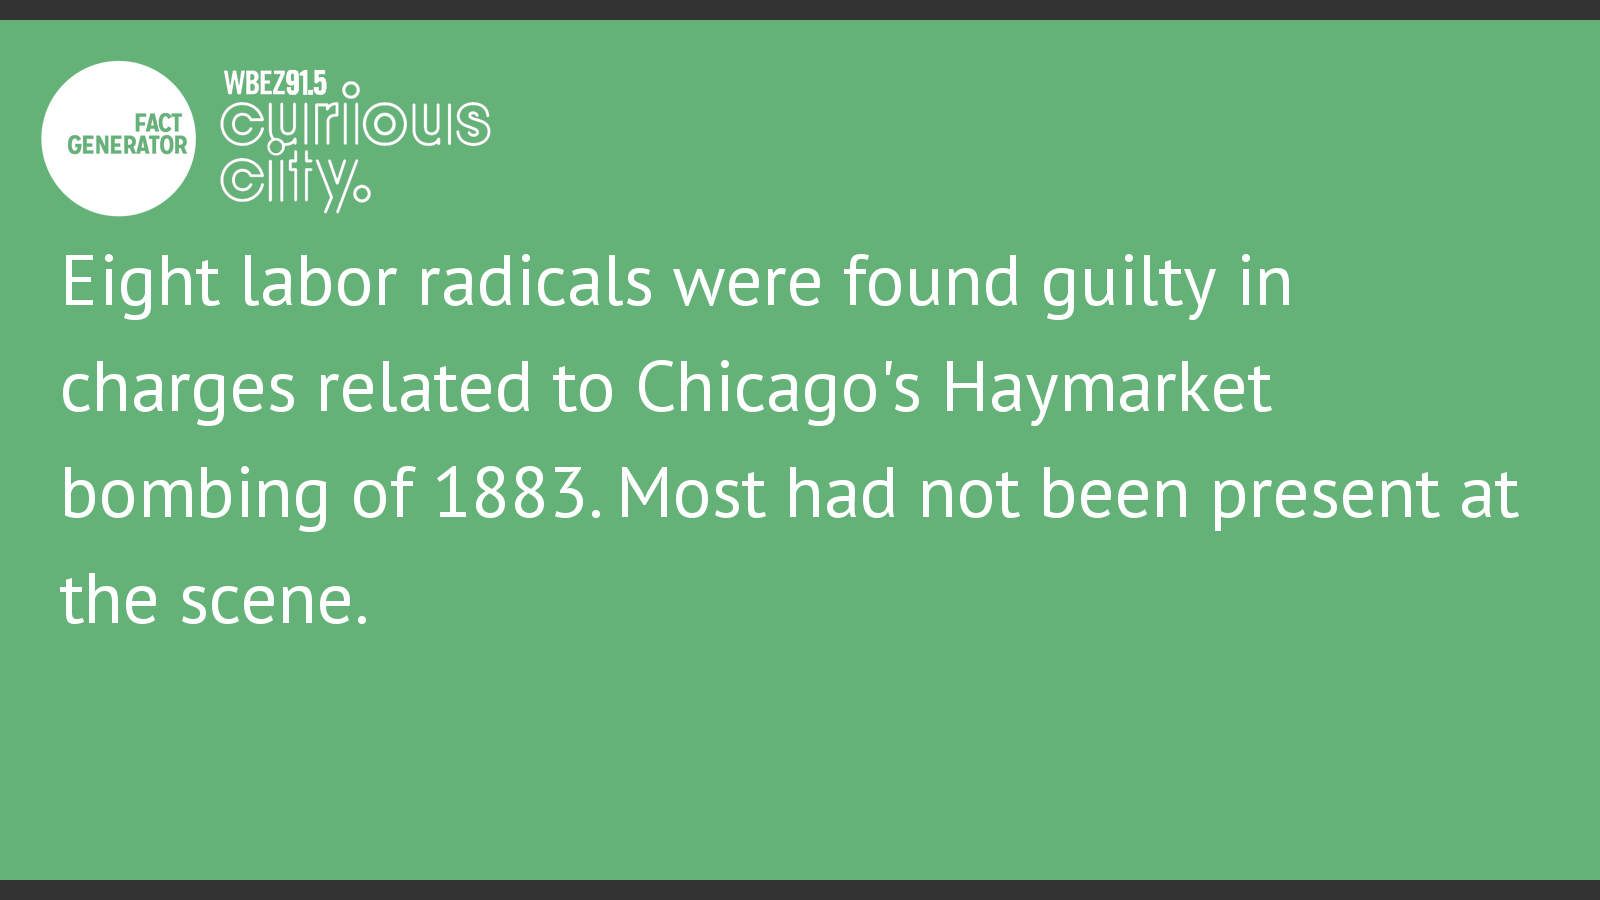 FACT
GENERATOR
WBEZ91.5
curious
city.
Eight labor radicals were found guilty in
charges related to Chicago's Haymarket
bombing of 1883. Most had not been present at
the scene.